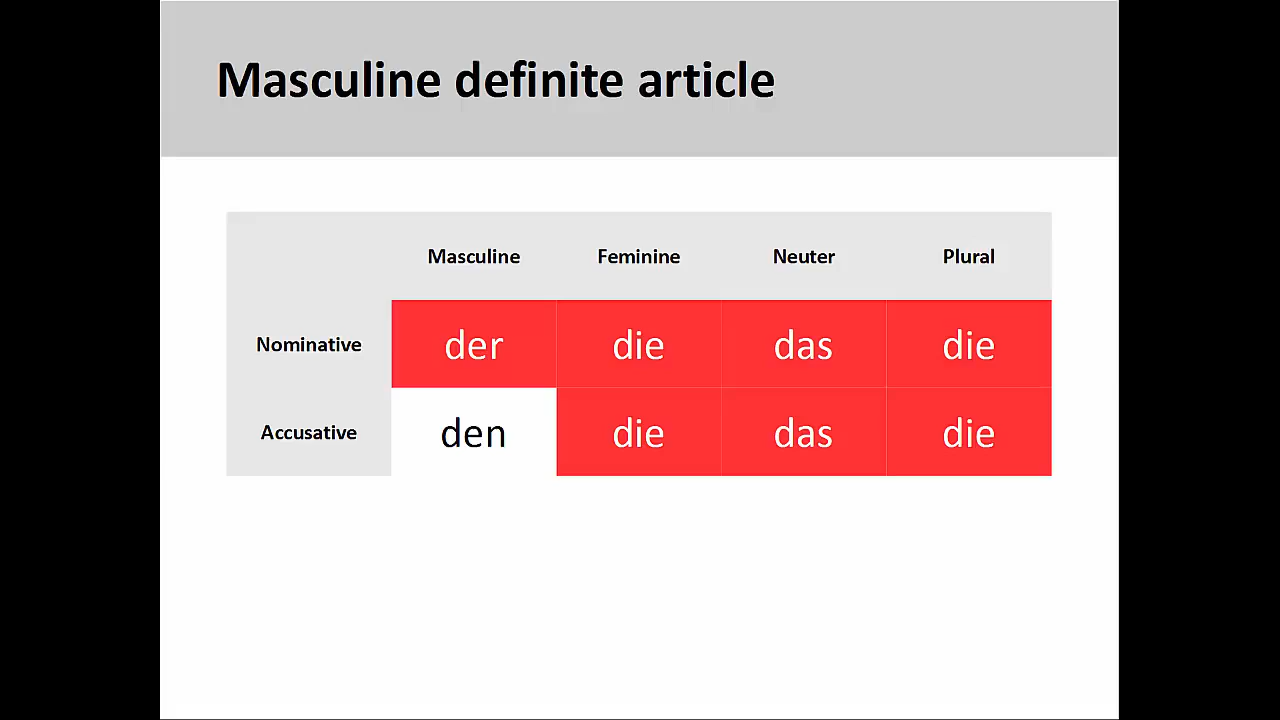 Masculine definite article
Masculine Feminine Neuter Plural
Nominative der die das die
Accusative den die das die